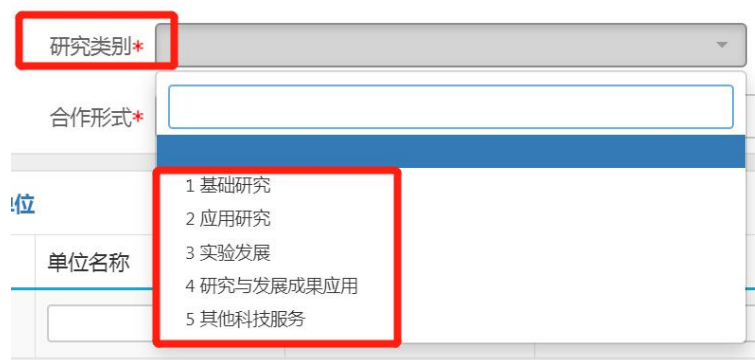 研究类别*
合作形式*
1 基础研究
单位
2 应用研究
3 实验发展
单位名称
4 研究与发展成果应用
5 其他科技服务